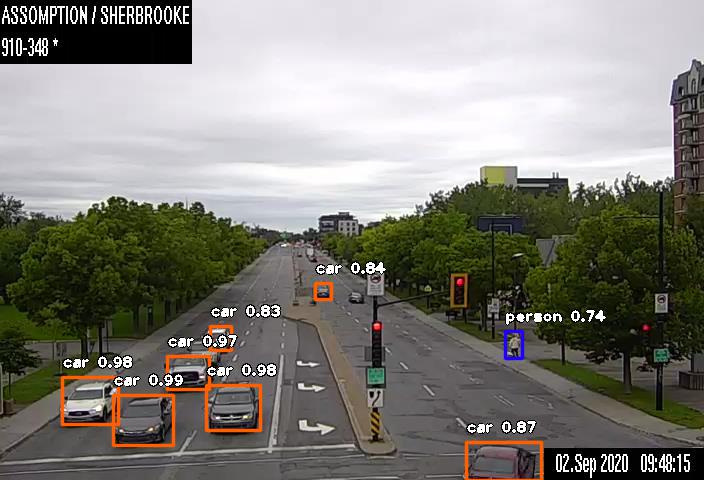 ASSOMPTION / SHERBROOKE
910-348 *
car 0.84
car 0.83
person 0.74
car 0.97
car 0.98
car 0.98
car 0.99
car 0.87
02.Sep 2020 09:48:15